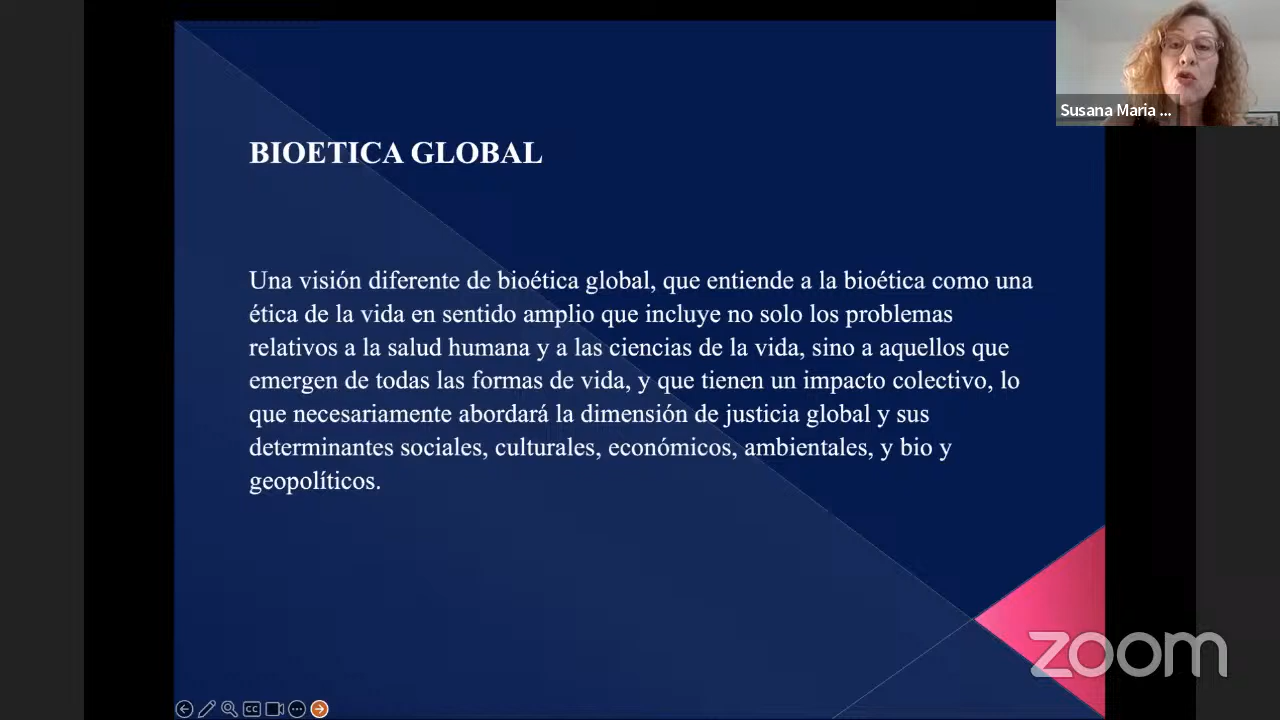 Susana Maria ...
BIOETICA GLOBAL
Una visión diferente de bioética global, que entiende a la bioética como una
ética de la vida en sentido amplio que incluye no solo los problemas
relativos a la salud humana y a las ciencias de la vida, sino a aquellos que
emergen de todas las formas de vida, y que tienen un impacto colectivo, lo
que necesariamente abordará la dimensión de justicia global y sus
determinantes sociales, culturales, económicos, ambientales, y bio y
geopolíticos.
zoom